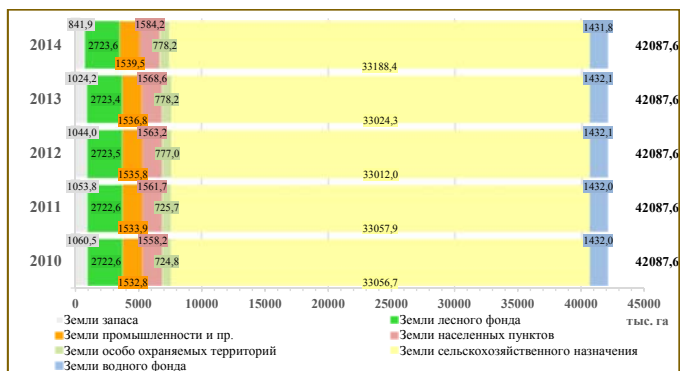 841,9 1584,2 1431,8
2014 2723,6 778,2 42087,6
1539,5 33188,4
1024,2 1568,6 1432,1
2013 2723,4 778,2 42087,6
1536,8 33024,3
1044,0 1563,2 1432,1
2012 2723,5 777,0 42087,6
1535,8 33012,0
1053,8 1561,7 1432,0
2011 2722,6 725,7 42087,6
1533,9 33057,9
1060,5 1558,2 1432,0
2010 2722,6 724,8 42087,6
1532,8 33056,7
0 5000 10000 15000 20000 25000 30000 35000 40000 45000
тыс. га
Земли запаса Земли лесного фонда
Земли промышленности и пр. Земли населенных пунктов
Земли особо охраняемых территорий Земли сельскохозяйственного назначения
Земли водного фонда